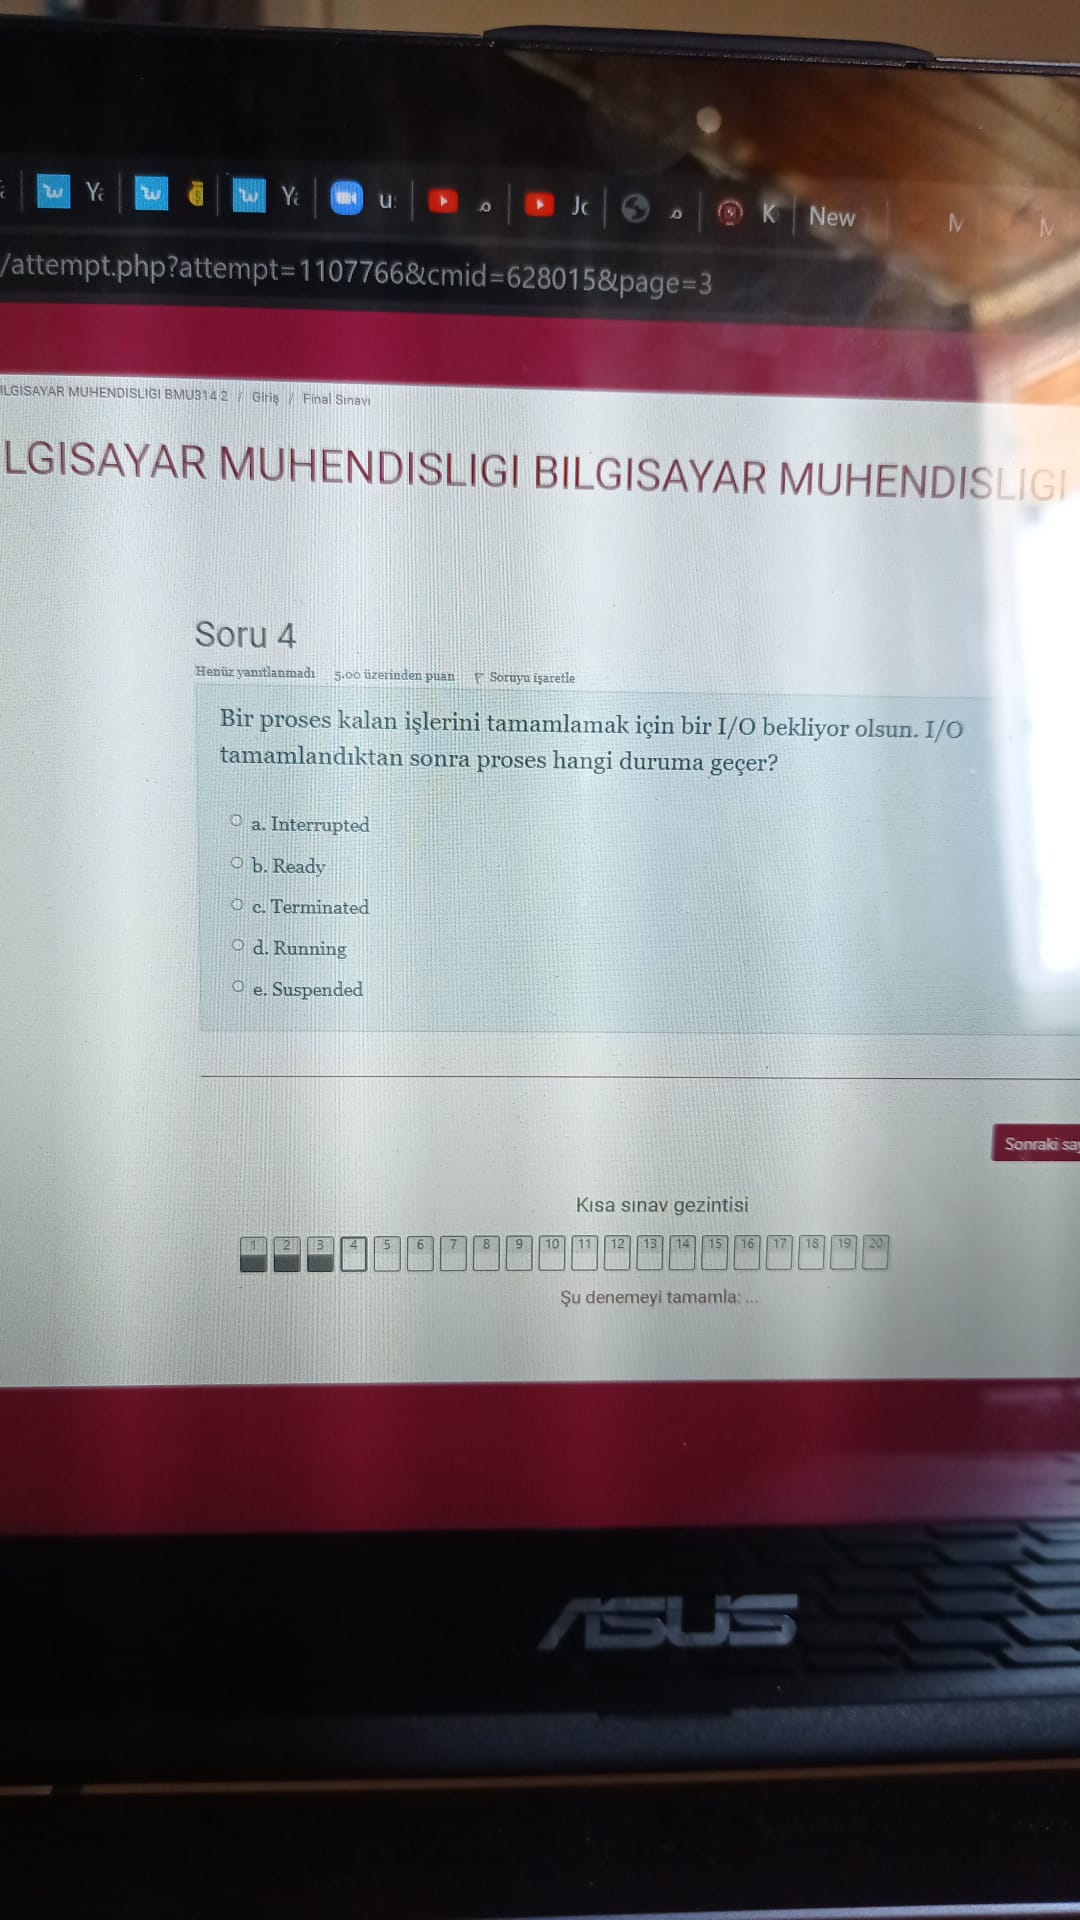 Ya
Ya
u:
Jc
K
New
M
M
/attempt.php?attempt=1107766&cmid=628015&page=3
ILGISAYAR MUHENDISLIGI BMU314 2 / Giriş / Final Sınavı
LGISAYAR MUHENDISLIGI BILGISAYAR MUHENDISLIGI
Soru 4
Henüz yanıtlanmadı 5.00 üzerinden puan Soruyu işaretle
Bir proses kalan işlerini tamamlamak için bir I/O bekliyor olsun. I/O
tamamlandıktan sonra proses hangi duruma geçer?
a. Interrupted
b. Ready
c. Terminated
d. Running
e. Suspended
Sonraki say
Kısa sınav gezintisi
1 2 3 4 5 6 7 8 9 10 11 12 13 14 15 16 17 18 19 20
Şu denemeyi tamamla: ...
ASUS